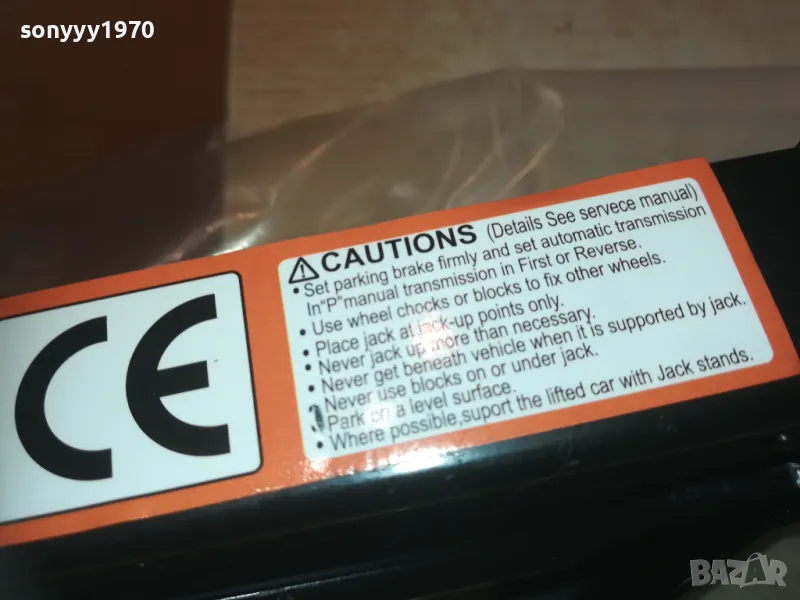 sonyyy1970
CE
⚠CAUTIONS (Details See servece manual)
• Set parking brake firmly and set automatic transmission
In"P"manual transmission in First or Reverse.
• Use wheel chocks or blocks to fix other wheels.
• Place jack at jack up points only.
• Never jack up more than necessary.
• Never get beneath vehicle when it is supported by jack.
Never use blocks on or under jack.
• Park on a level surface.
• Where possible,suport the lifted car with Jack stands.
BAZAR